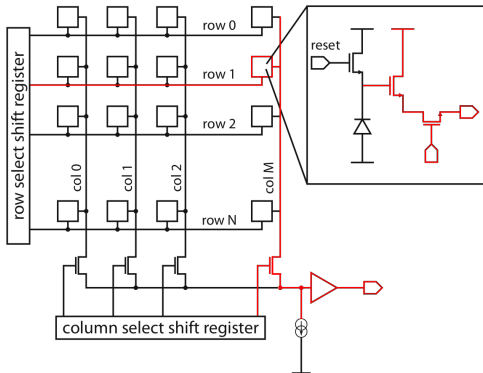 row 0
row 1
row 2
row N
row select shift register
col 0
col 1
col 2
col M
column select shift register
reset